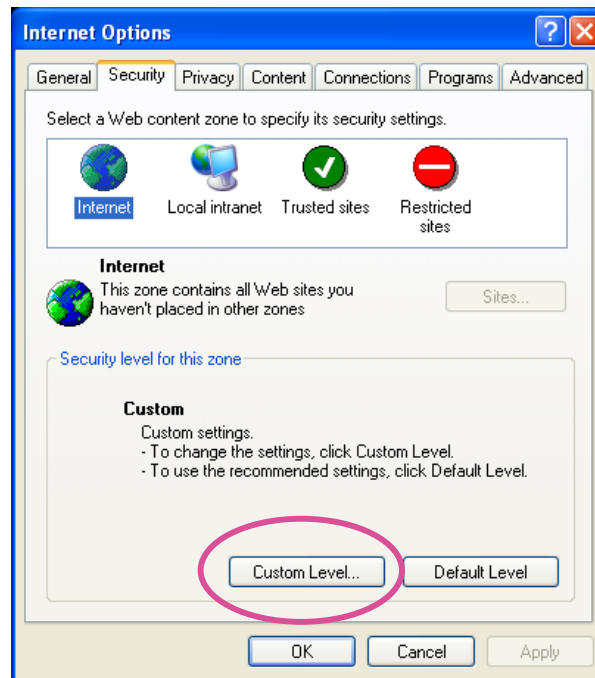 Internet Options
General Security Privacy Content Connections Programs Advanced
Select a Web content zone to specify its security settings.
Internet Local intranet Trusted sites Restricted sites
Internet
This zone contains all Web sites you
haven't placed in other zones
Sites...
Security level for this zone
Custom
Custom settings.
- To change the settings, click Custom Level.
- To use the recommended settings, click Default Level.
Custom Level... Default Level
OK Cancel Apply